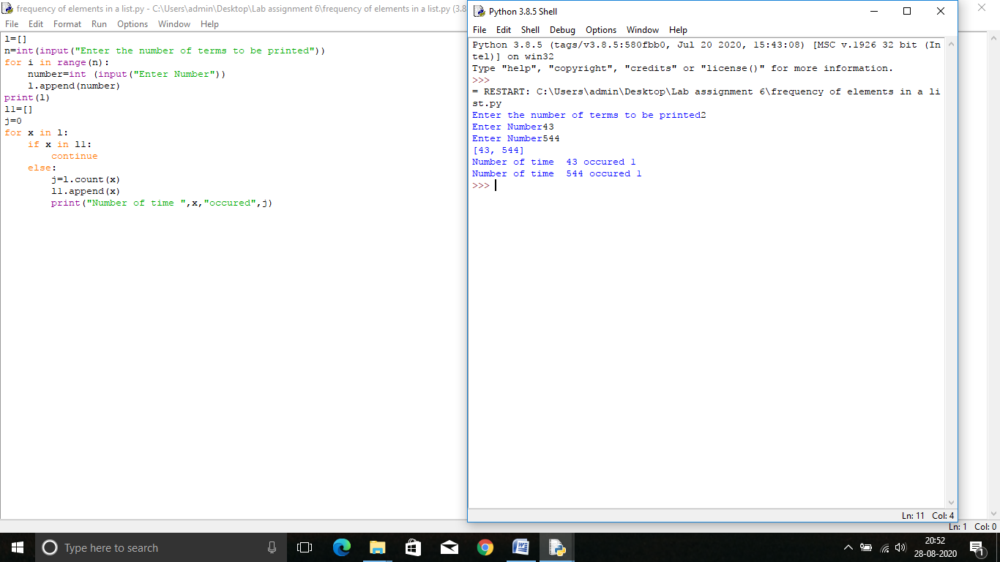 frequency of elements in a list.py - C:\Users\admin\Desktop\Lab assignment 6\frequency of elements in a list.py (3.8
File Edit Format Run Options Window Help
l=[]
n=int(input("Enter the number of terms to be printed"))
for i in range(n):
    number=int (input("Enter Number"))
    l.append(number)
print(l)
l1=[]
j=0
for x in l:
    if x in l1:
        continue
    else:
        j=l.count(x)
        l1.append(x)
        print("Number of time ",x,"occured",j)
Python 3.8.5 Shell
File Edit Shell Debug Options Window Help
Python 3.8.5 (tags/v3.8.5:580fbb0, Jul 20 2020, 15:43:08) [MSC v.1926 32 bit (In
tel)] on win32
Type "help", "copyright", "credits" or "license()" for more information.
>>>
= RESTART: C:\Users\admin\Desktop\Lab assignment 6\frequency of elements in a li
st.py
Enter the number of terms to be printed2
Enter Number43
Enter Number544
[43, 544]
Number of time  43 occured 1
Number of time  544 occured 1
>>>
Ln: 11 Col: 4
Ln: 1 Col: 0
Type here to search
20:52
28-08-2020
1